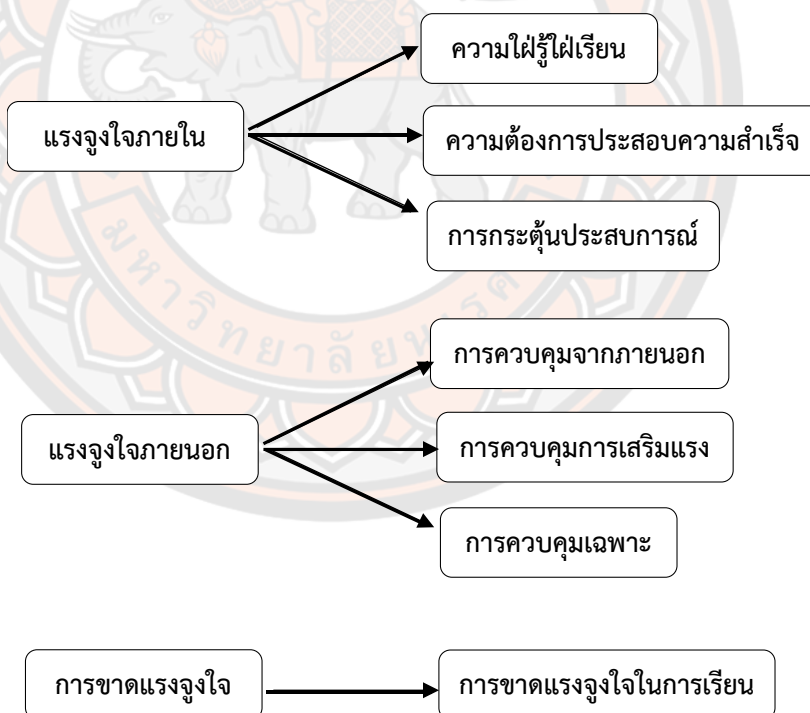 ความใฝ่รู้ใฝ่เรียน
แรงจูงใจภายใน
ความต้องการประสอบความสำเร็จ
การกระตุ้นประสบการณ์
การควบคุมจากภายนอก
แรงจูงใจภายนอก
การควบคุมการเสริมแรง
การควบคุมเฉพาะ
การขาดแรงจูงใจ
การขาดแรงจูงใจในการเรียน